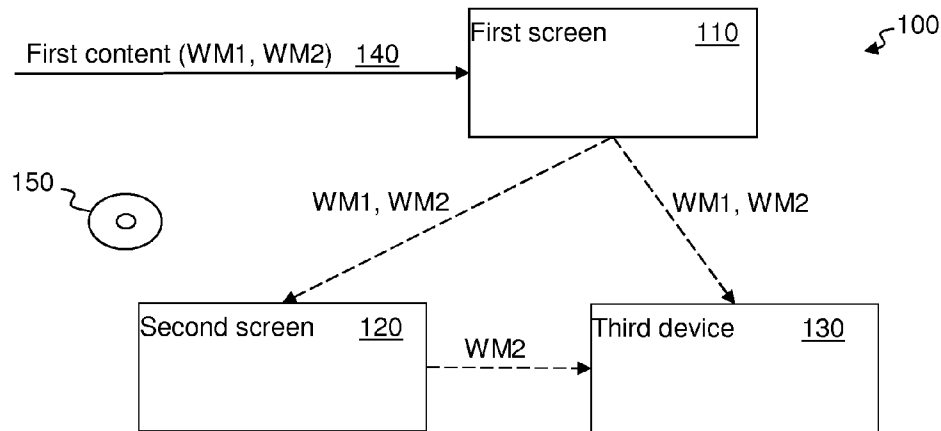 First screen 110
100
First content (WM1, WM2) 140
150
WM1, WM2
WM1, WM2
Second screen 120
WM2
Third device 130